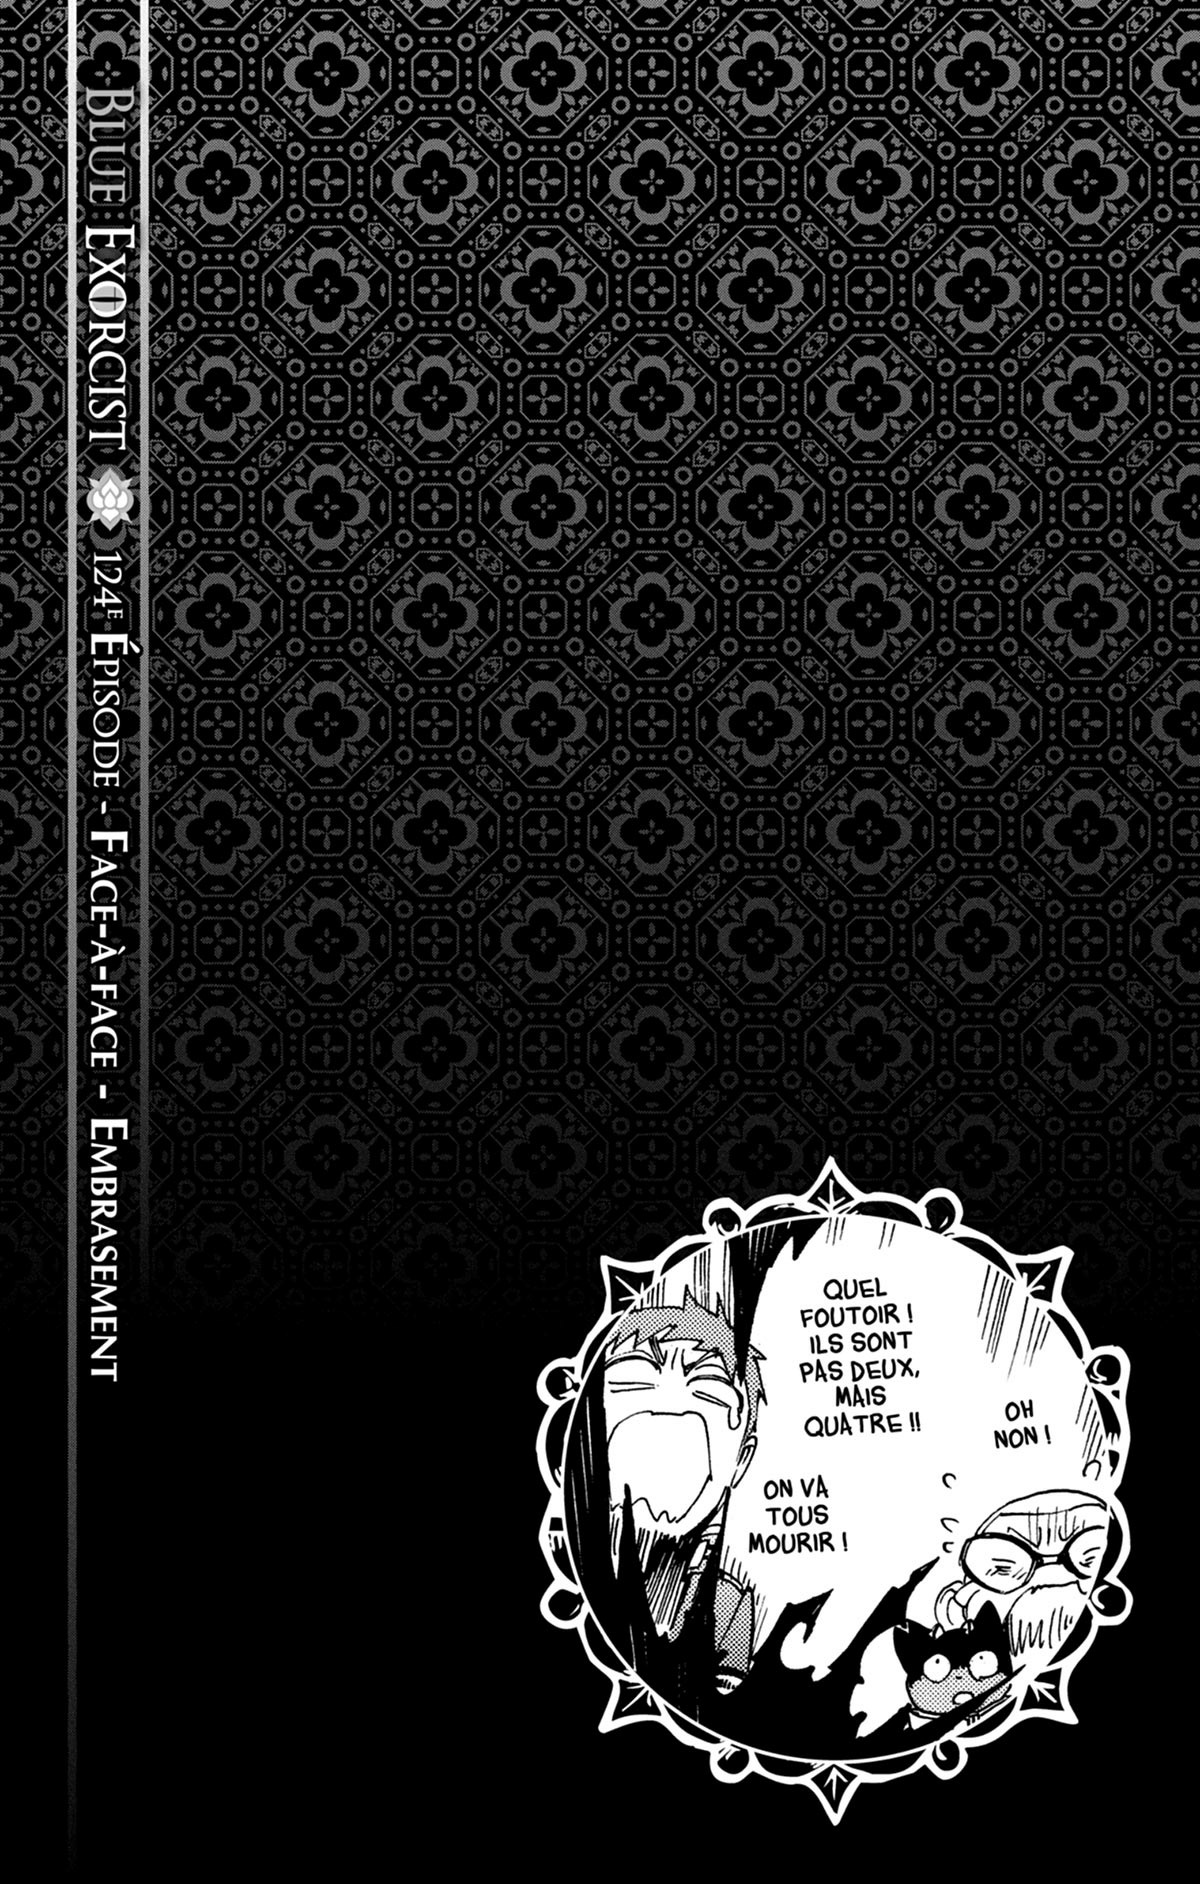 Blue Exorcist 124e Épisode - Face-à-face - Embrasement
OH
NON !
QUEL
FOUTOIR !
ILS SONT
PAS DEUX,
MAIS
QUATRE !!
ON VA
TOUS
MOURIR !